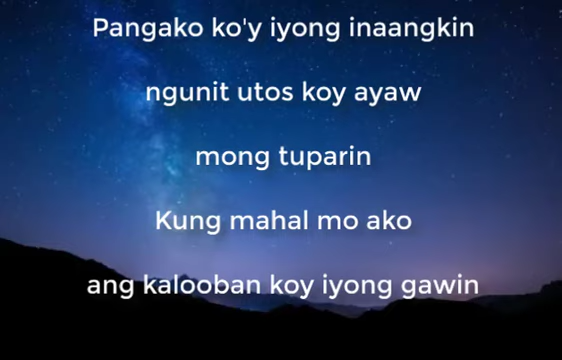 Pangako ko'y iyong inaangkin
ngunit utos koy ayaw
mong tuparin
Kung mahal mo ako
ang kalooban koy iyong gawin